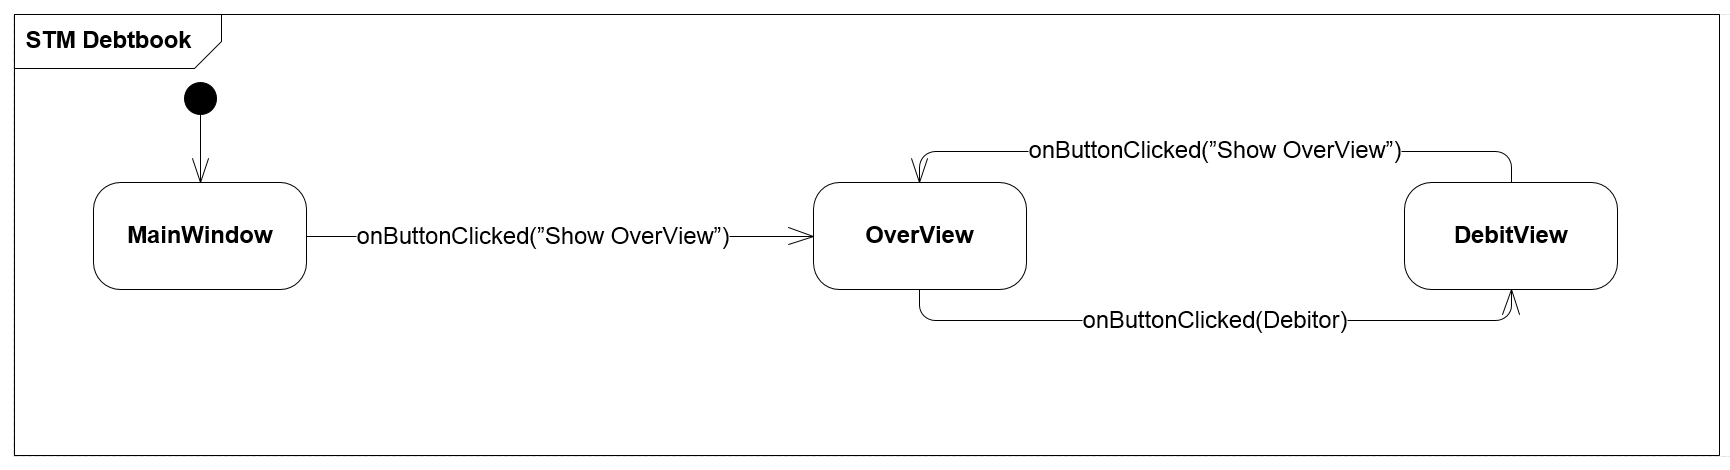 STM Debtbook
onButtonClicked(”Show OverView”)
MainWindow
onButtonClicked(”Show OverView”)
OverView
DebitView
onButtonClicked(Debitor)